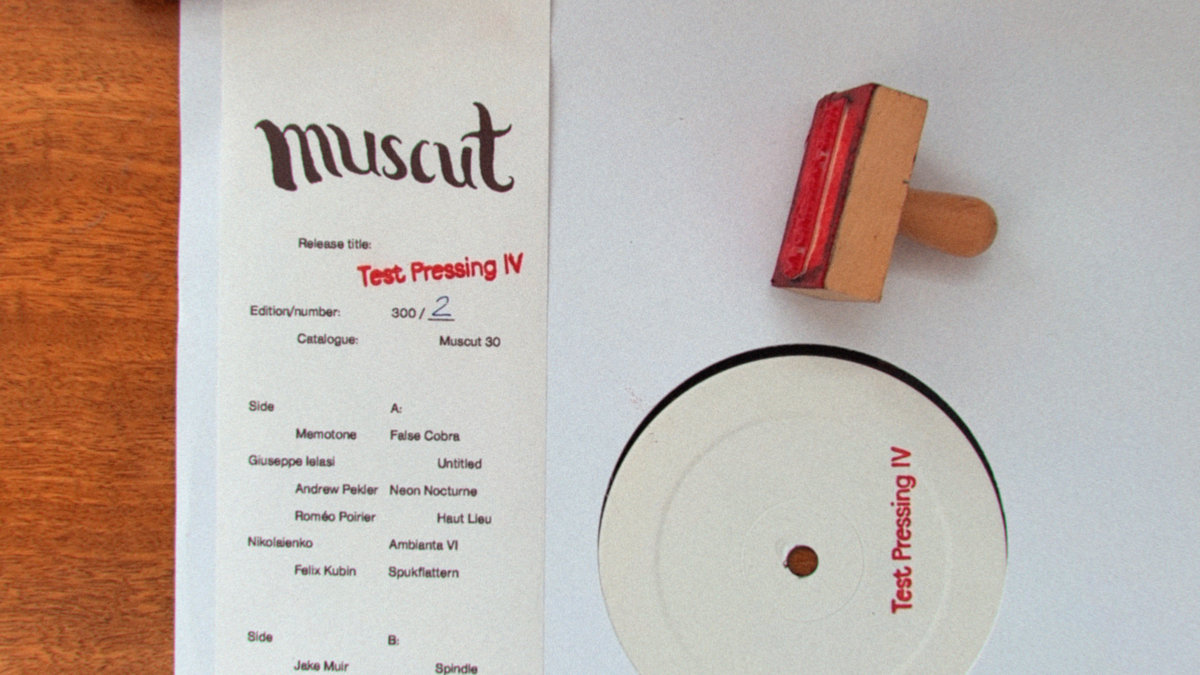 muscut
Release title:
Test Pressing IV
Edition/number: 300 / 2
Catalogue: Muscut 30
Side A:
Memotone False Cobra
Giuseppe Ielasi Untitled
Andrew Pekler Neon Nocturne
Roméo Poirier Haut Lieu
Nikolaienko Ambianta VI
Felix Kubin Spukflattern
Side B:
Jake Muir Spindle
Test Pressing IV